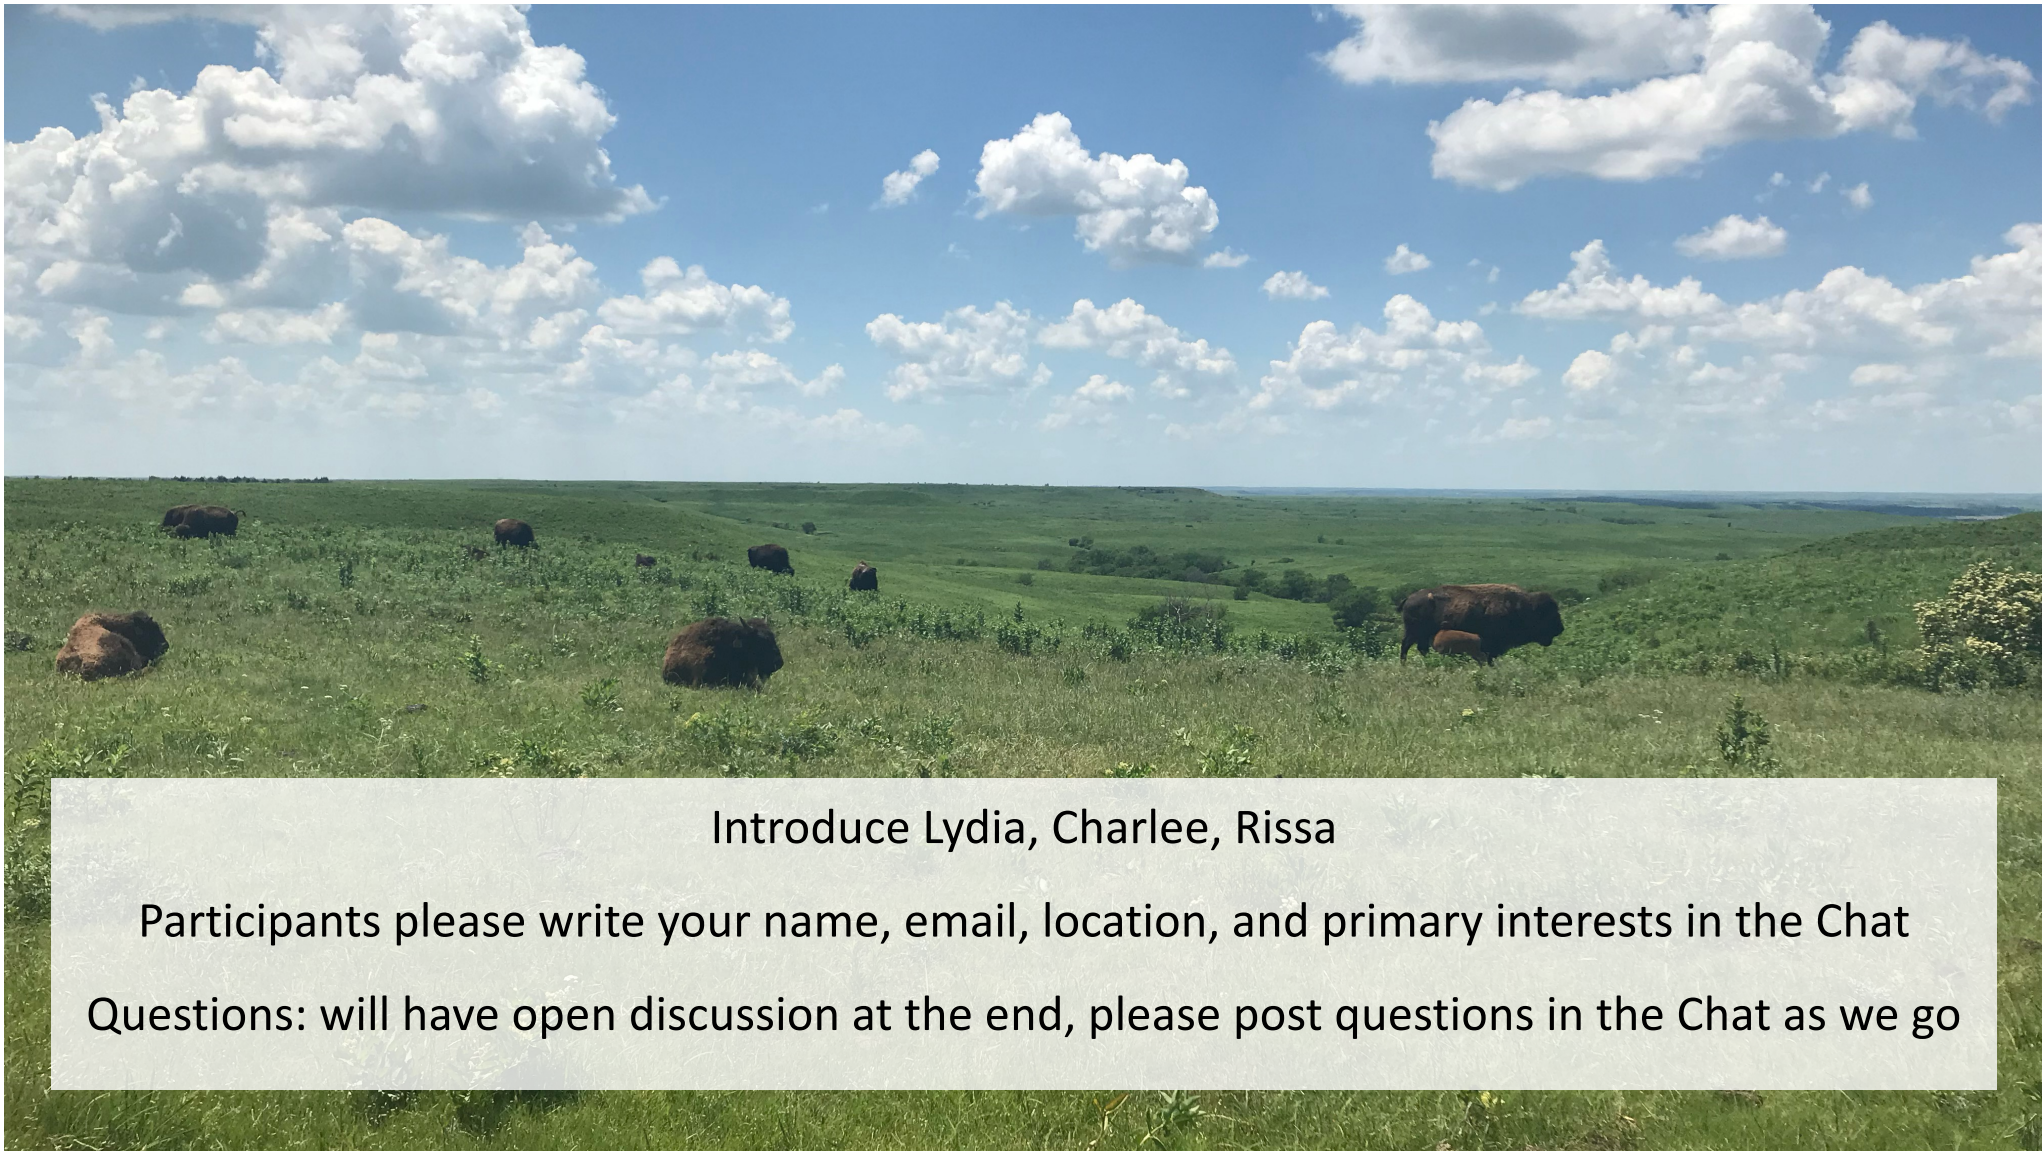 Introduce Lydia, Charlee, Rissa
Participants please write your name, email, location, and primary interests in the Chat
Questions: will have open discussion at the end, please post questions in the Chat as we go